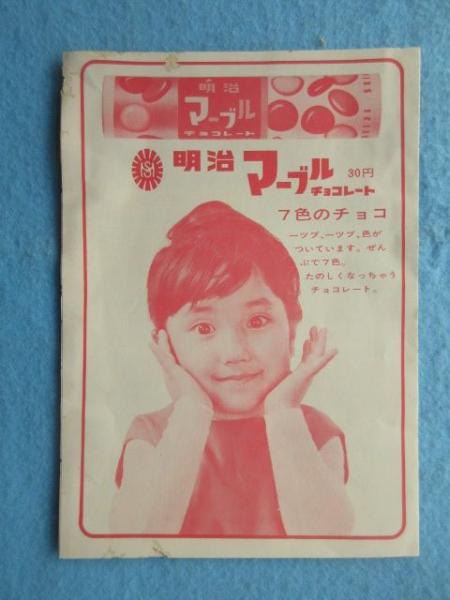 明治
マーブル
チョコレート
明治 マーブル チョコレート 30円
7色のチョコ
一ツブ、一ツブ、色が
ついています。ぜん
ぶで7色。
たのしくなっちゃう
チョコレート。